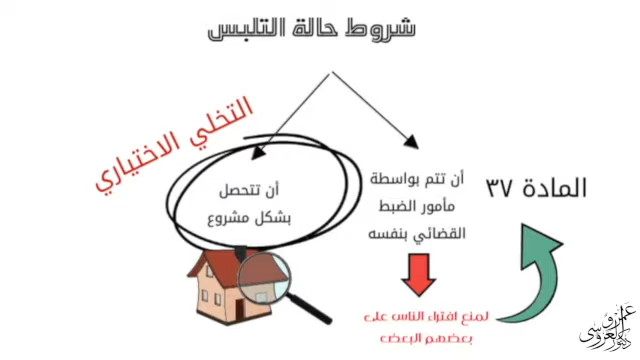 شروط حالة التلبس
التخلي الاختياري
أن تتم بواسطة
مأمور الضبط
القضائي بنفسه
المادة ٣٧
أن تتحصل
بشكل مشروع
لمنع افتراء الناس على
بعضهم البعض